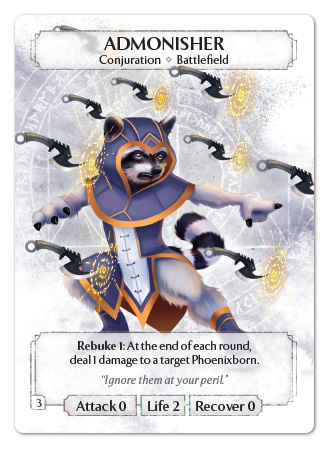 ADMONISHER
Conjuration ⋄ Battlefield
Rebuke 1: At the end of each round,
deal 1 damage to a target Phoenixborn.
"Ignore them at your peril."
3 Attack 0 Life 2 Recover 0